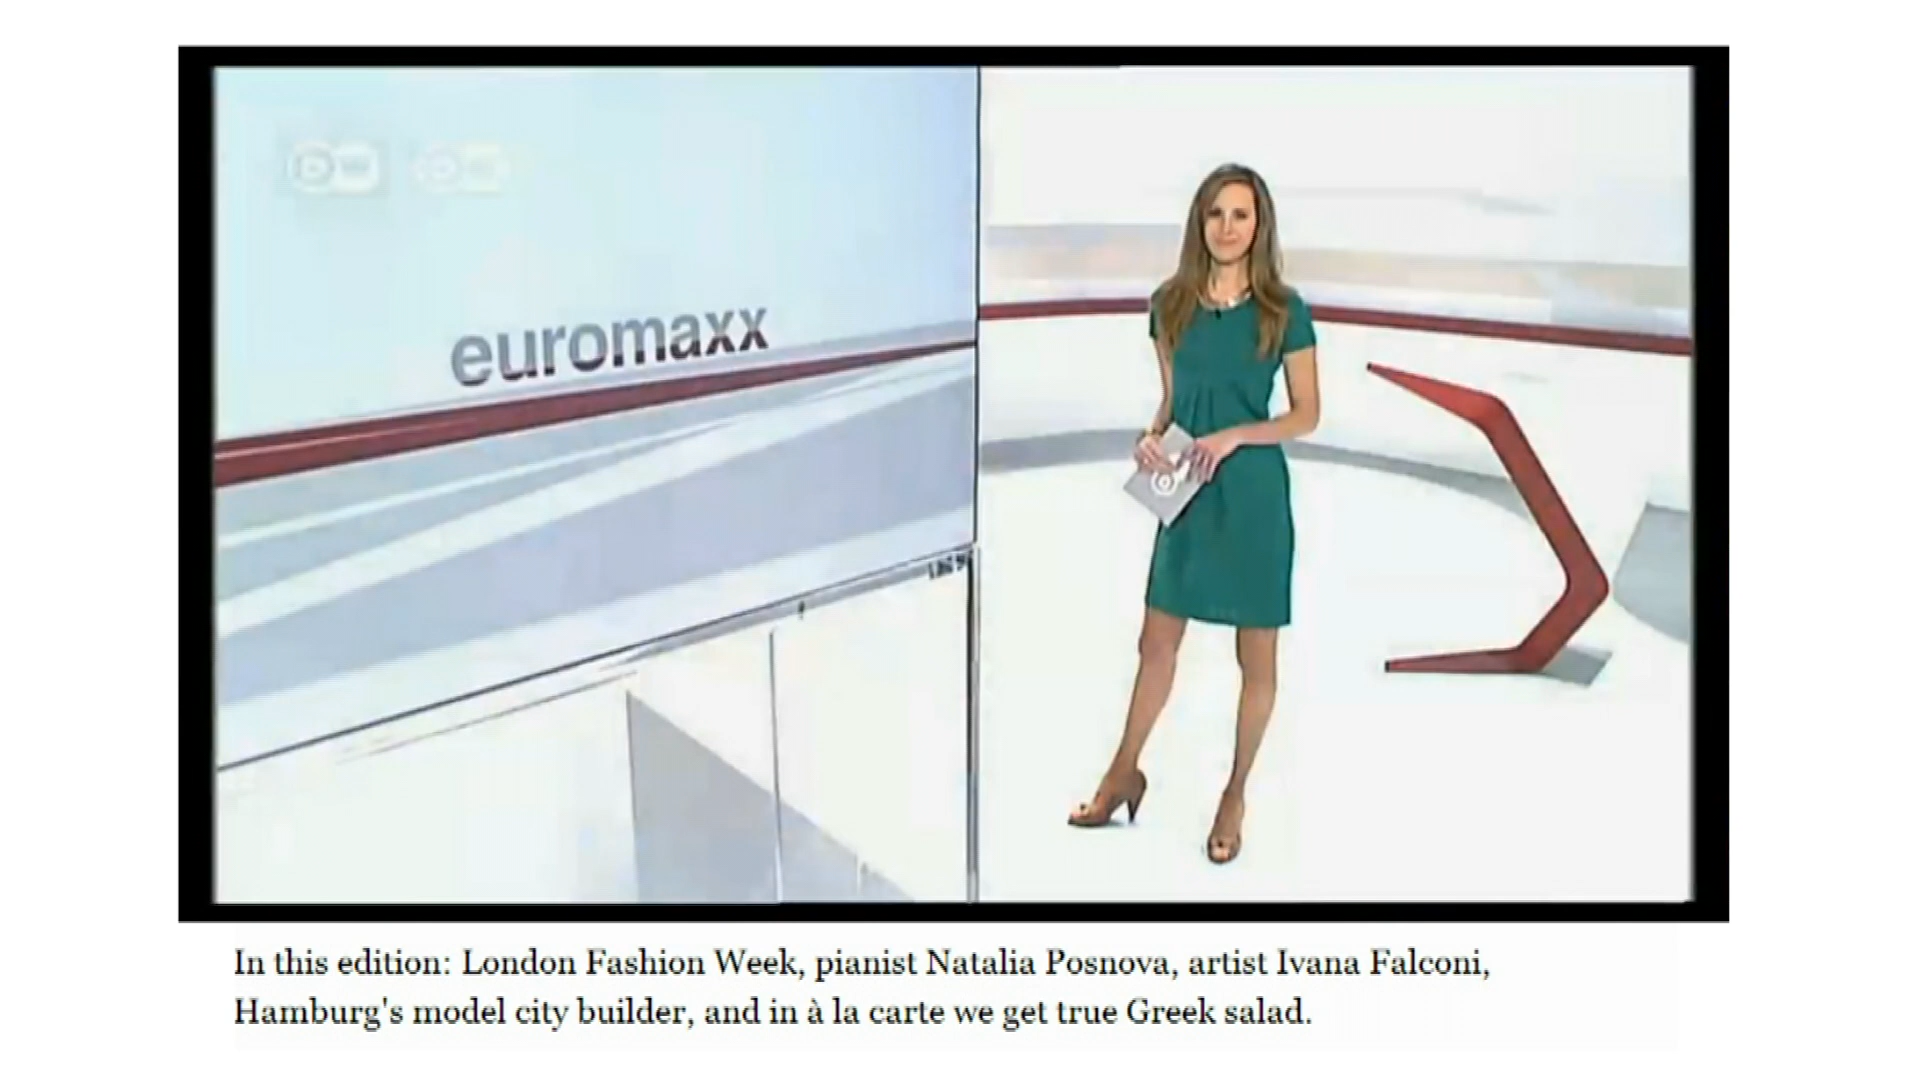 euromaxx
In this edition: London Fashion Week, pianist Natalia Posnova, artist Ivana Falconi,
Hamburg's model city builder, and in à la carte we get true Greek salad.